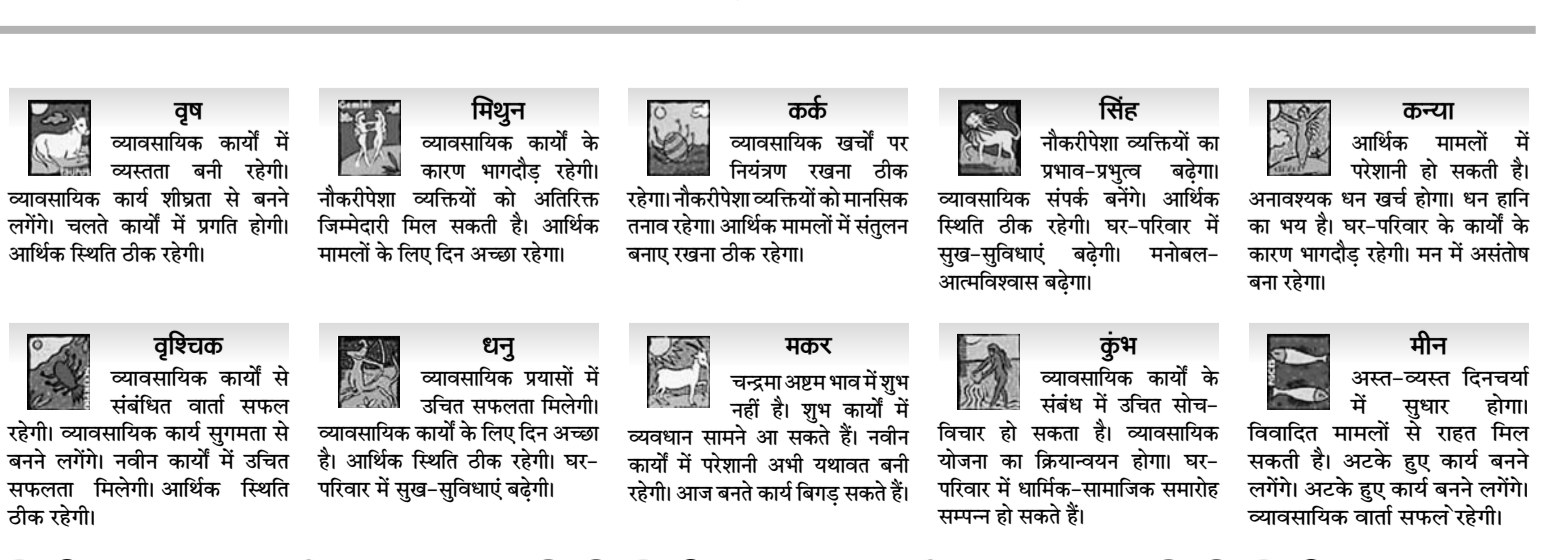 वृष
व्यावसायिक कार्यों में
व्यस्तता बनी रहेगी।
व्यावसायिक कार्य शीघ्रता से बनने
लगेंगे। चलते कार्यों में प्रगति होगी।
आर्थिक स्थिति ठीक रहेगी।
मिथुन
व्यावसायिक कार्यों के
कारण भागदौड़ रहेगी।
नौकरीपेशा व्यक्तियों को अतिरिक्त
जिम्मेदारी मिल सकती है। आर्थिक
मामलों के लिए दिन अच्छा रहेगा।
कर्क
व्यावसायिक खर्चों पर
नियंत्रण रखना ठीक
रहेगा। नौकरीपेशा व्यक्तियों को मानसिक
तनाव रहेगा। आर्थिक मामलों में संतुलन
बनाए रखना ठीक रहेगा।
सिंह
नौकरीपेशा व्यक्तियों का
प्रभाव-प्रभुत्व बढ़ेगा।
व्यावसायिक संपर्क बनेंगे। आर्थिक
स्थिति ठीक रहेगी। घर-परिवार में
सुख-सुविधाएं बढ़ेगी। मनोबल-
आत्मविश्वास बढ़ेगा।
कन्या
आर्थिक मामलों में
परेशानी हो सकती है।
अनावश्यक धन खर्च होगा। धन हानि
का भय है। घर-परिवार के कार्यों के
कारण भागदौड़ रहेगी। मन में असंतोष
बना रहेगा।
वृश्चिक
व्यावसायिक कार्यों से
संबंधित वार्ता सफल
रहेगी। व्यावसायिक कार्य सुगमता से
बनने लगेंगे। नवीन कार्यों में उचित
सफलता मिलेगी। आर्थिक स्थिति
ठीक रहेगी।
धनु
व्यावसायिक प्रयासों में
उचित सफलता मिलेगी।
व्यावसायिक कार्यों के लिए दिन अच्छा
है। आर्थिक स्थिति ठीक रहेगी। घर-
परिवार में सुख-सुविधाएं बढ़ेगी।
मकर
चन्द्रमा अष्टम भाव में शुभ
नहीं है। शुभ कार्यों में
व्यवधान सामने आ सकते हैं। नवीन
कार्यों में परेशानी अभी यथावत बनी
रहेगी। आज बनते कार्य बिगड़ सकते हैं।
कुंभ
व्यावसायिक कार्यों के
संबंध में उचित सोच-
विचार हो सकता है। व्यावसायिक
योजना का क्रियान्वयन होगा। घर-
परिवार में धार्मिक-सामाजिक समारोह
सम्पन्न हो सकते हैं।
मीन
अस्त-व्यस्त दिनचर्या
में सुधार होगा।
विवादित मामलों से राहत मिल
सकती है। अटके हुए कार्य बनने
लगेंगे। अटके हुए कार्य बनने लगेंगे।
व्यावसायिक वार्ता सफल रहेगी।